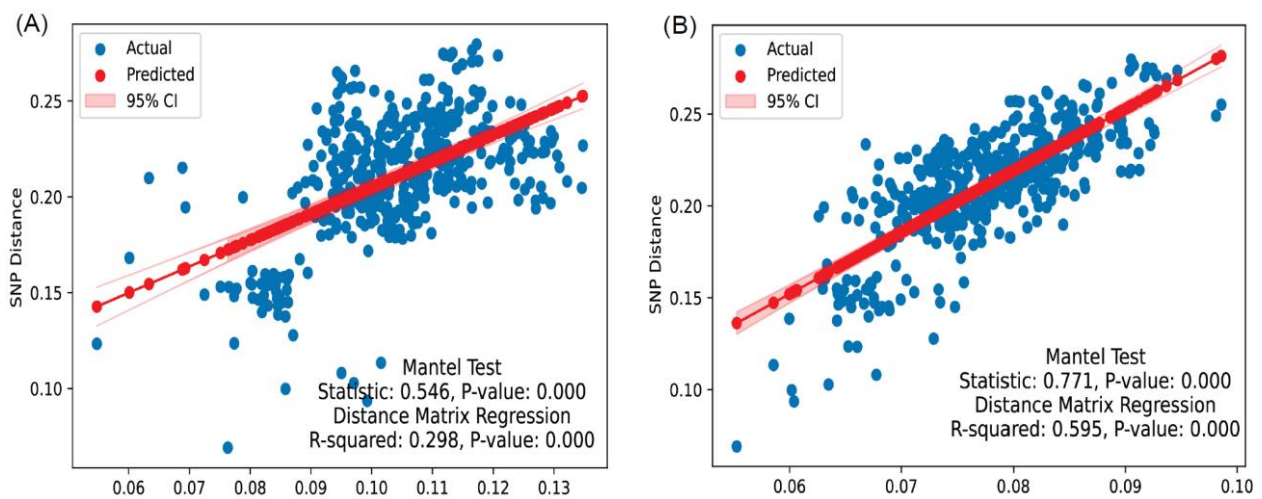 (A)
Actual
Predicted
95% CI
SNP Distance
0.25
0.20
0.15
0.10
Mantel Test
Statistic: 0.546, P-value: 0.000
Distance Matrix Regression
R-squared: 0.298, P-value: 0.000
0.06 0.07 0.08 0.09 0.10 0.11 0.12 0.13
(B)
Actual
Predicted
95% CI
SNP Distance
0.25
0.20
0.15
0.10
Mantel Test
Statistic: 0.771, P-value: 0.000
Distance Matrix Regression
R-squared: 0.595, P-value: 0.000
0.06 0.07 0.08 0.09 0.10